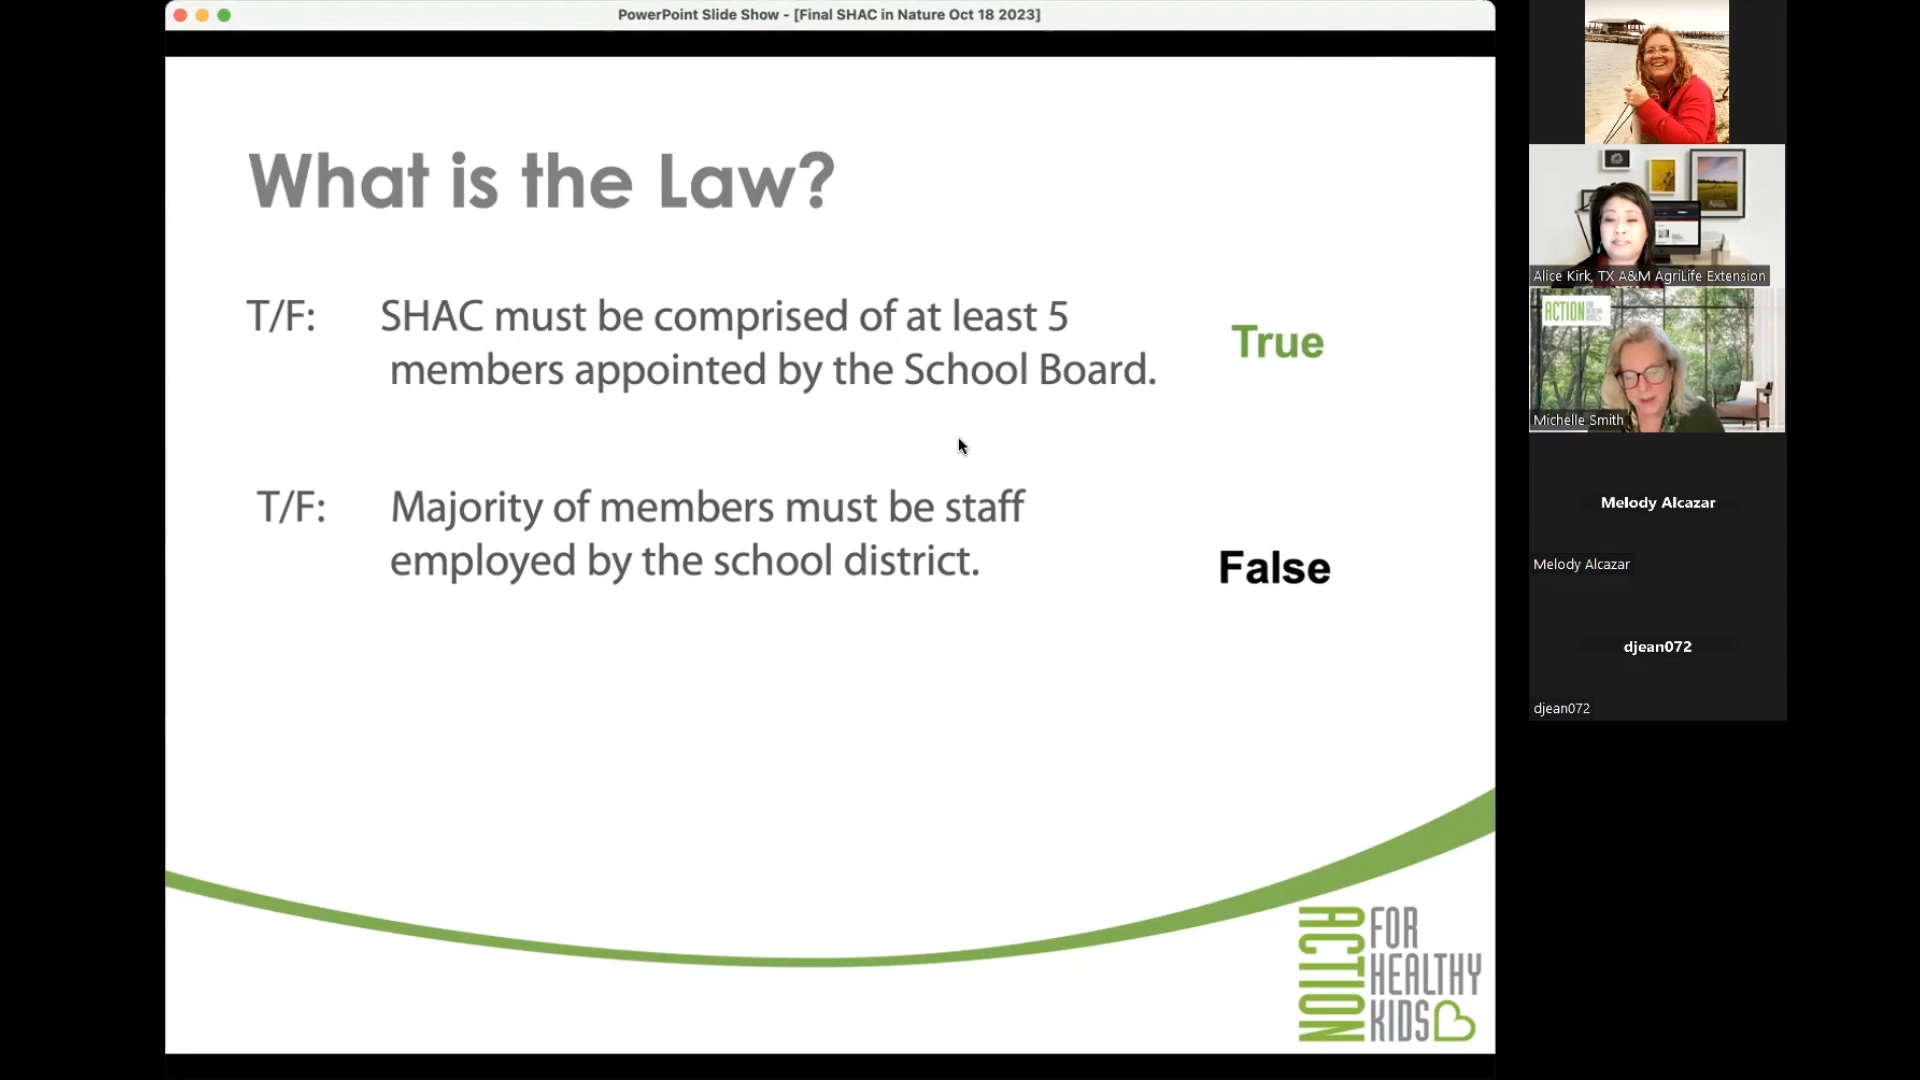 PowerPoint Slide Show - [Final SHAC in Nature Oct 18 2023]
What is the Law?
T/F: SHAC must be comprised of at least 5
members appointed by the School Board.
True
T/F: Majority of members must be staff
employed by the school district.
False
ACTION
FOR
HEALTHY
KIDS
Alice Kirk, TX A&M AgriLife Extension
ACTION
Michelle Smith
Melody Alcazar
Melody Alcazar
djean072
djean072